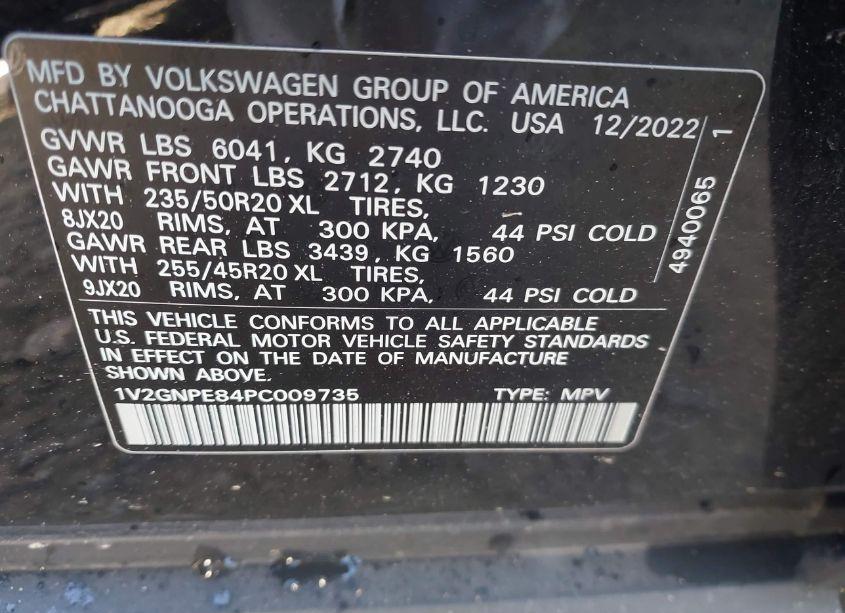 MFD BY VOLKSWAGEN GROUP OF AMERICA
CHATTANOOGA OPERATIONS, LLC. USA 12/2022
GVWR LBS 6041, KG 2740
GAWR FRONT LBS 2712, KG 1230
WITH 235/50R20 XL TIRES,
8JX20 RIMS, AT 300 KPA, 44 PSI COLD
GAWR REAR LBS 3439, KG 1560
WITH 255/45R20 XL TIRES,
9JX20 RIMS, AT 300 KPA, 44 PSI COLD
4940065 1
THIS VEHICLE CONFORMS TO ALL APPLICABLE
U.S. FEDERAL MOTOR VEHICLE SAFETY STANDARDS
IN EFFECT ON THE DATE OF MANUFACTURE
SHOWN ABOVE.
1V2GNPE84PC009735 TYPE: MPV